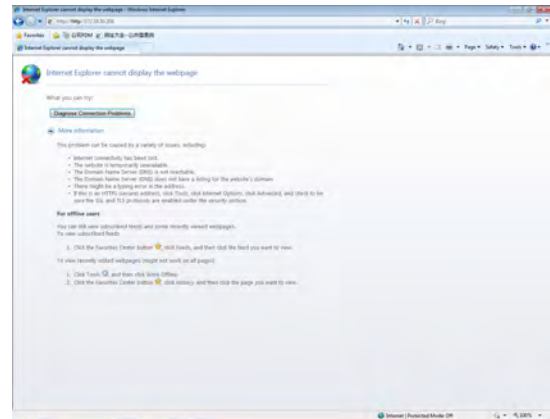 Internet Explorer cannot display the webpage - Windows Internet Explorer
Bing
Favorites
Internet Explorer cannot display the webpage
Page Safety Tools
Internet Explorer cannot display the webpage
What you can try:
Diagnose Connection Problems
More information
This problem can be caused by a variety of issues, including:
Internet connectivity has been lost.
The website is temporarily unavailable.
The Domain Name Server (DNS) is not reachable.
The Domain Name Server (DNS) does not have a listing for the website's domain.
There might be a typing error in the address.
If this is an HTTPS (secure) address, click Tools, click Internet Options, click Advanced, and check to be
sure the SSL and TLS protocols are enabled under the security section.
For offline users
You can still view subscribed feeds and some recently viewed webpages.
To view subscribed feeds
1. Click the Favorites Center button , click Feeds, and then click the feed you want to view.
To view recently visited webpages (might not work on all pages)
1. Click Tools , and then click Work Offline.
2. Click the Favorites Center button , click History, and then click the page you want to view.
Internet | Protected Mode: Off
100%